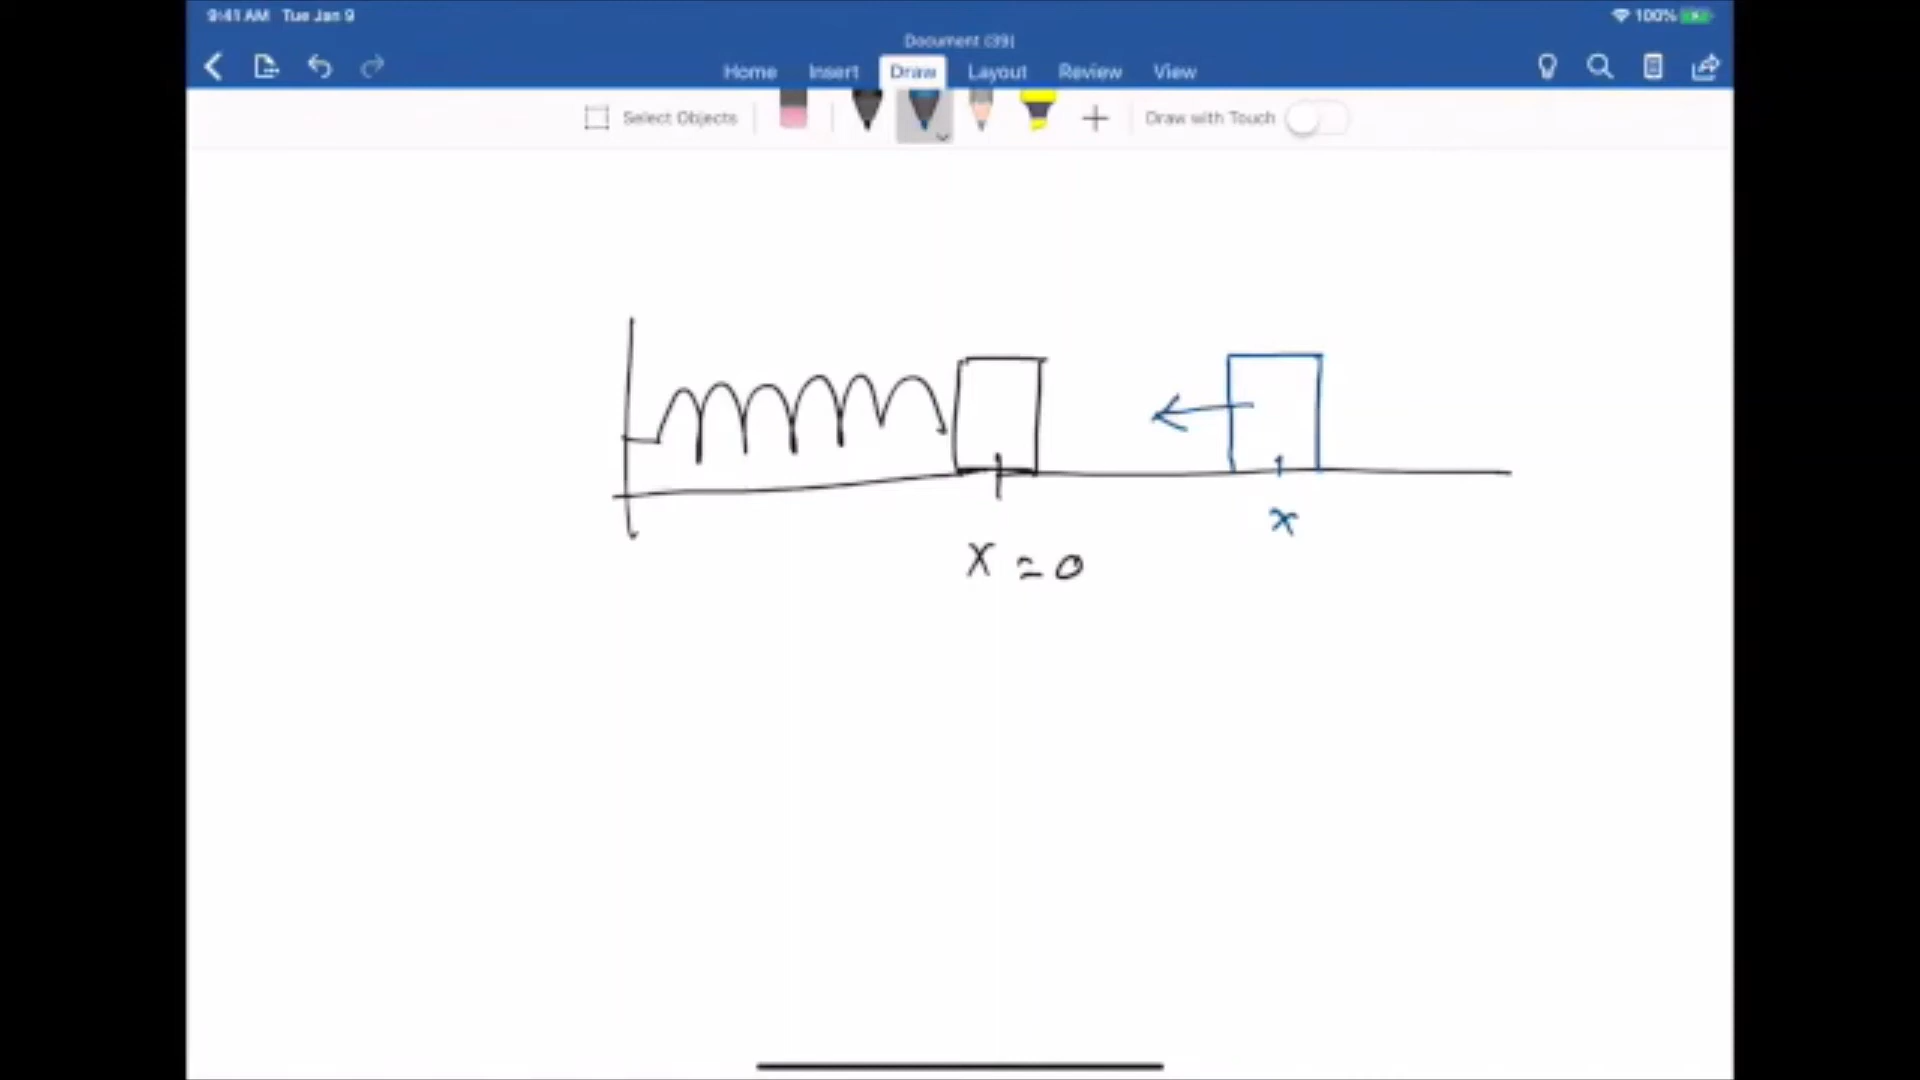 9:41 AM Tue Jan 9
100%
Document (39)
Home Insert Draw Layout Review View
Select Objects
Draw with Touch
x
x = 0